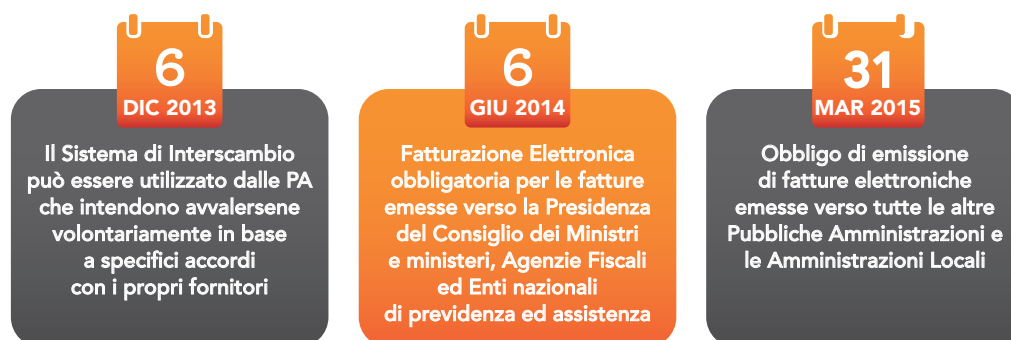 6
DIC 2013
Il Sistema di Interscambio
può essere utilizzato dalle PA
che intendono avvalersene
volontariamente in base
a specifici accordi
con i propri fornitori
6
GIU 2014
Fatturazione Elettronica
obbligatoria per le fatture
emesse verso la Presidenza
del Consiglio dei Ministri
e ministeri, Agenzie Fiscali
ed Enti nazionali
di previdenza ed assistenza
31
MAR 2015
Obbligo di emissione
di fatture elettroniche
emesse verso tutte le altre
Pubbliche Amministrazioni e
le Amministrazioni Locali